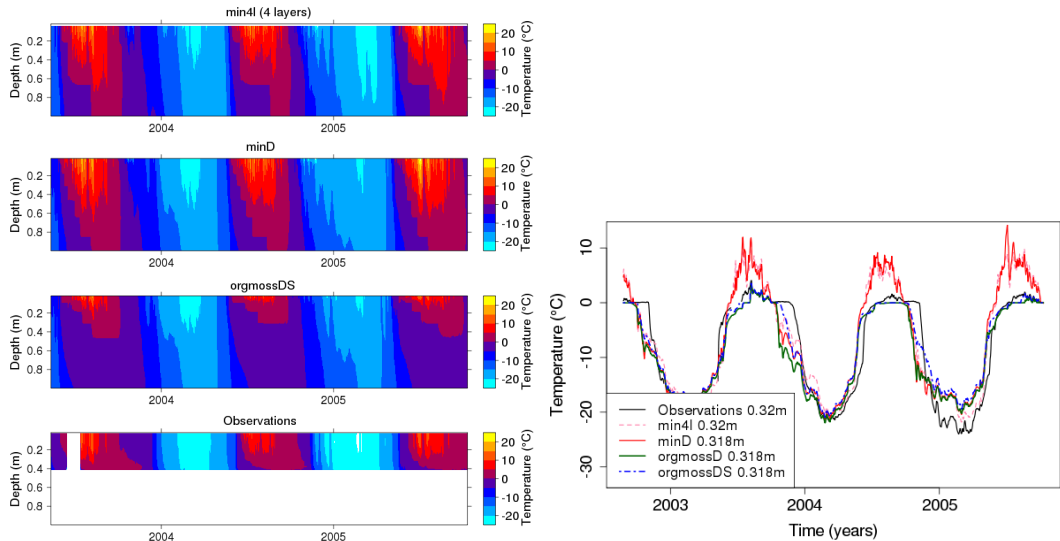 min4l (4 layers)
Depth (m)
0.2
0.4
0.6
0.8
2004
2005
20
10
0
-10
-20
Temperature (°C)
minD
Depth (m)
0.2
0.4
0.6
0.8
2004
2005
20
10
0
-10
-20
Temperature (°C)
orgmossDS
Depth (m)
0.2
0.4
0.6
0.8
2004
2005
20
10
0
-10
-20
Temperature (°C)
Observations
Depth (m)
0.2
0.4
0.6
0.8
2004
2005
20
10
0
-10
-20
Temperature (°C)
Temperature (°C)
10
0
-10
-20
-30
Observations 0.32m
min4l 0.32m
minD 0.318m
orgmossD 0.318m
orgmossDS 0.318m
2003
2004
2005
Time (years)